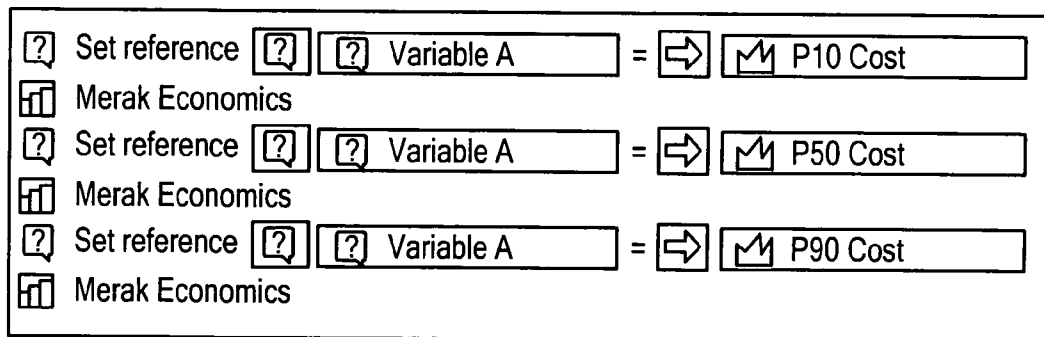 ? Set reference ? ? Variable A = P10 Cost
Merak Economics
? Set reference ? ? Variable A = P50 Cost
Merak Economics
? Set reference ? ? Variable A = P90 Cost
Merak Economics